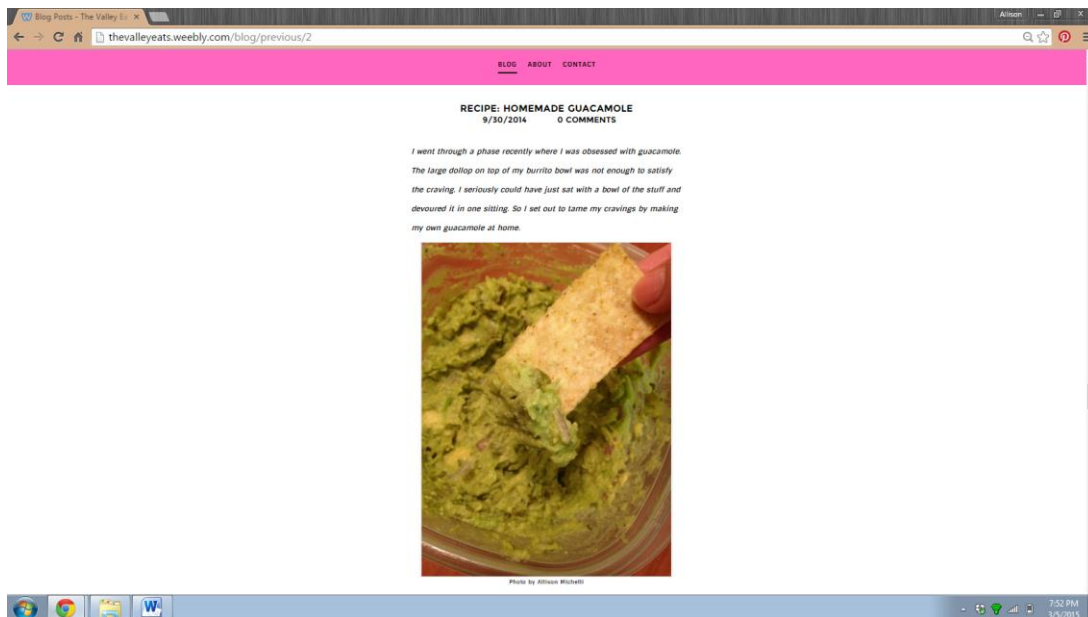 Blog Posts - The Valley Ea
Allison
thevalleyeats.weebly.com/blog/previous/2
BLOG ABOUT CONTACT
RECIPE: HOMEMADE GUACAMOLE
9/30/2014 0 COMMENTS
I went through a phase recently where I was obsessed with guacamole.
The large dollop on top of my burrito bowl was not enough to satisfy
the craving. I seriously could have just sat with a bowl of the stuff and
devoured it in one sitting. So I set out to tame my cravings by making
my own guacamole at home.
Photo by Allison Michelli
7:52 PM
3/5/2015